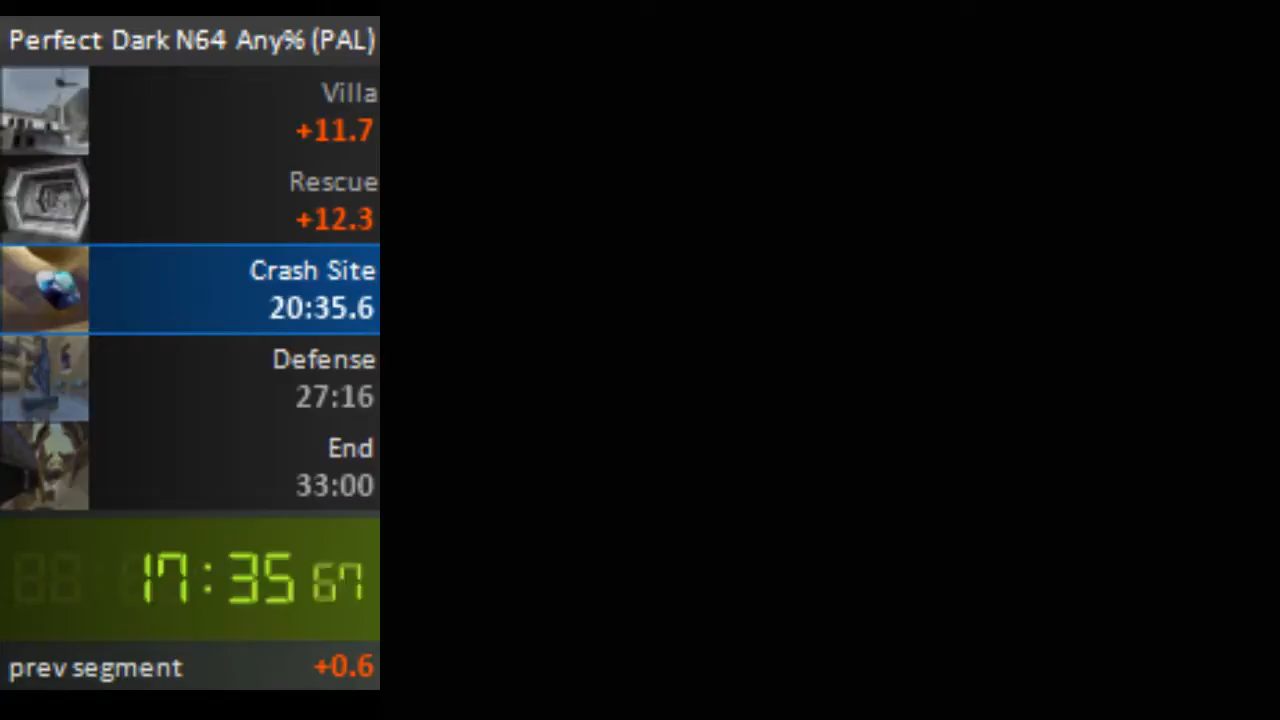 Perfect Dark N64 Any% (PAL)
Villa
+11.7
Rescue
+12.3
Crash Site
20:35.6
Defense
27:16
End
33:00
17:35 67
prev segment +0.6